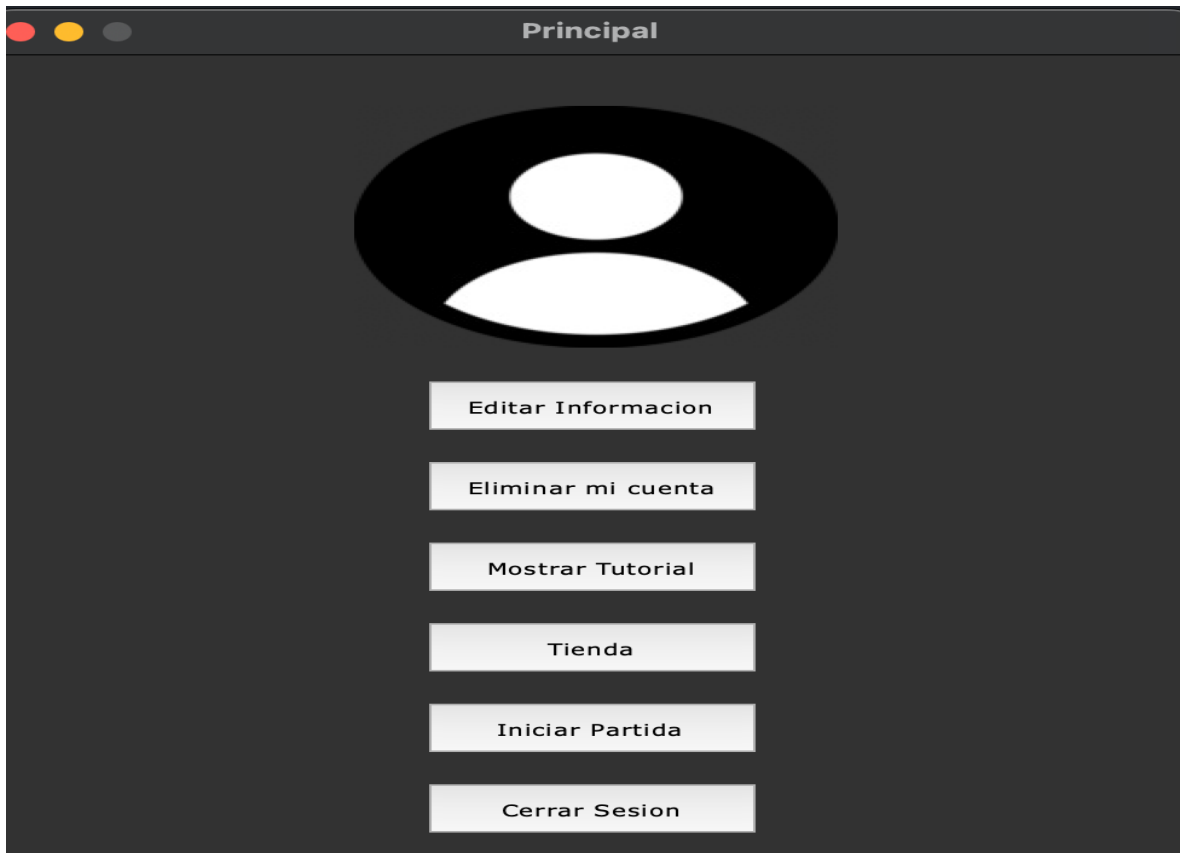 Principal
Editar Informacion
Eliminar mi cuenta
Mostrar Tutorial
Tienda
Iniciar Partida
Cerrar Sesion